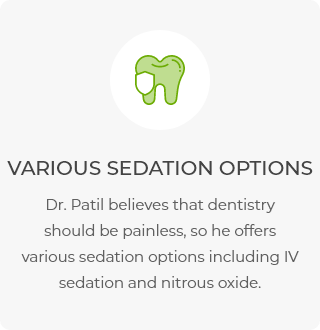 VARIOUS SEDATION OPTIONS
Dr. Patil believes that dentistry
should be painless, so he offers
various sedation options including IV
sedation and nitrous oxide.